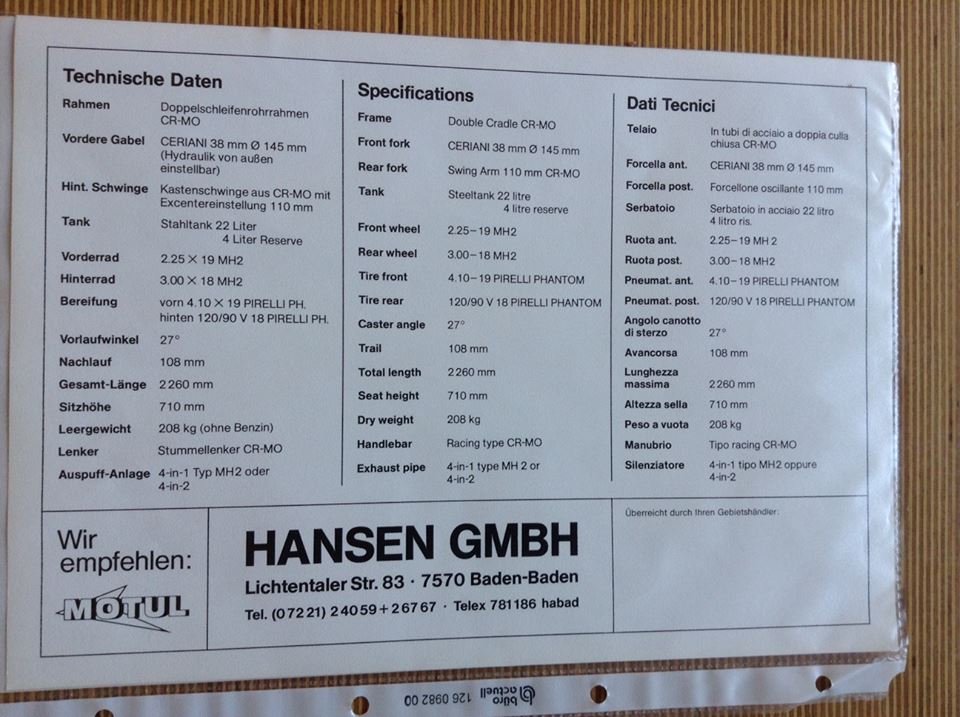 Technische Daten
Rahmen Doppelschleifenrohrrahmen
CR-MO
Vordere Gabel CERIANI 38 mm Ø 145 mm
(Hydraulik von außen
einstellbar)
Hint. Schwinge Kastenschwinge aus CR-MO mit
Excentereinstellung 110 mm
Tank Stahltank 22 Liter
4 Liter Reserve
Vorderrad 2.25 × 19 MH2
Hinterrad 3.00 × 18 MH2
Bereifung vorn 4.10 × 19 PIRELLI PH.
hinten 120/90 V 18 PIRELLI PH.
Vorlaufwinkel 27°
Nachlauf 108 mm
Gesamt-Länge 2260 mm
Sitzhöhe 710 mm
Leergewicht 208 kg (ohne Benzin)
Lenker Stummellenker CR-MO
Auspuff-Anlage 4-in-1 Typ MH2 oder
4-in-2
Specifications
Frame Double Cradle CR-MO
Front fork CERIANI 38 mm Ø 145 mm
Rear fork Swing Arm 110 mm CR-MO
Tank Steeltank 22 litre
4 litre reserve
Front wheel 2.25–19 MH2
Rear wheel 3.00–18 MH2
Tire front 4.10–19 PIRELLI PHANTOM
Tire rear 120/90 V 18 PIRELLI PHANTOM
Caster angle 27°
Trail 108 mm
Total length 2260 mm
Seat height 710 mm
Dry weight 208 kg
Handlebar Racing type CR-MO
Exhaust pipe 4-in-1 type MH 2 or
4-in-2
Dati Tecnici
Telaio In tubi di acciaio a doppia culla
chiusa CR-MO
Forcella ant. CERIANI 38 mm Ø 145 mm
Forcella post. Forcellone oscillante 110 mm
Serbatoio Serbatoio in acciaio 22 litro
4 litro ris.
Ruota ant. 2.25–19 MH 2
Ruota post. 3.00-18 MH2
Pneumat. ant. 4.10–19 PIRELLI PHANTOM
Pneumat. post. 120/90 V 18 PIRELLI PHANTOM
Angolo canotto
di sterzo 27°
Avancorsa 108 mm
Lunghezza
massima 2260 mm
Altezza sella 710 mm
Peso a vuota 208 kg
Manubrio Tipo racing CR-MO
Silenziatore 4-in-1 tipo MH2 oppure
4-in-2
Wir
empfehlen:
MOTUL
HANSEN GMBH
Lichtentaler Str. 83 · 7570 Baden-Baden
Tel. (07221) 24059 + 26767 · Telex 781186 habad
Überreicht durch Ihren Gebietshändler:
büro
actuell
126 0982 00